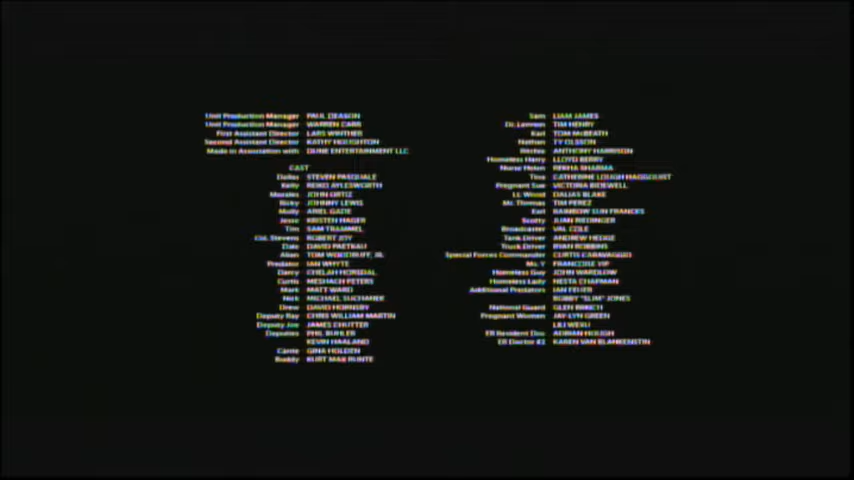 Unit Production Manager PAUL DEASON
Unit Production Manager WARREN CARR
First Assistant Director LARS WINTHER
Second Assistant Director KATHY HOUGHTON
Made in Association with DUNE ENTERTAINMENT LLC
CAST
Dallas STEVEN PASQUALE
Kelly REIKO AYLESWORTH
Morales JOHN ORTIZ
Ricky JOHNNY LEWIS
Molly ARIEL GADE
Jesse KRISTEN HAGER
Tim SAM TRAMMELL
Col. Stevens ROBERT JOY
Dale DAVID PAETKAU
Alien TOM WOODRUFF, JR.
Predator IAN WHYTE
Darcy CHELAH HORSDAL
Curtis MESHACH PETERS
Mark MATT WARD
Nick MICHAEL SUCHANEK
Drew DAVID HORNSBY
Deputy Ray CHRIS WILLIAM MARTIN
Deputy Joe JAMES CHUTTER
Deputies PHIL BUHLER
KEVIN HAALAND
Carrie GINA HOLDEN
Buddy KURT MAX RUNTE
Sam LIAM JAMES
Dr. Lennon TIM HENRY
Karl TOM McBEATH
Nathan TY OLSSON
Ritchie ANTHONY HARRISON
Homeless Harry LLOYD BERRY
Nurse Helen REKHA SHARMA
Tina CATHERINE LOUGH HAGGQUIST
Pregnant Sue VICTORIA BIDEWELL
Lt. Wood DALIAS BLAKE
Mr. Thomas TIM PEREZ
Earl RAINBOW SUN FRANCKS
Scotty JUAN RIEDINGER
Broadcaster VAL COLE
Tank Driver ANDREW HEDGE
Truck Driver RYAN ROBBINS
Special Forces Commander CURTIS CARAVAGGIO
Ms. Y FRANCOISE YIP
Homeless Guy JOHN WARDLOW
Homeless Lady NESTA CHAPMAN
Additional Predators IAN FEUER
BOBBY "SLIM" JONES
National Guard GLEN BRKICH
Pregnant Women JAY-LYN GREEN
LILI WEXU
ER Resident Doc ADRIAN HOUGH
ER Doctor #2 KAREN VAN BLANKENSTIN